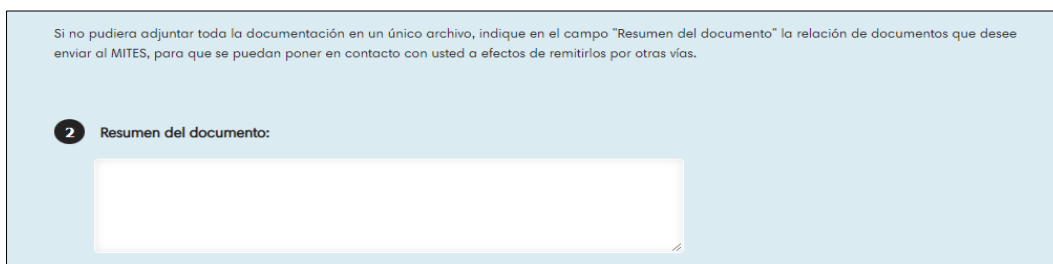 Si no pudiera adjuntar toda la documentación en un único archivo, indique en el campo "Resumen del documento" la relación de documentos que desee
enviar al MITES, para que se puedan poner en contacto con usted a efectos de remitirlos por otras vías.
2 Resumen del documento: